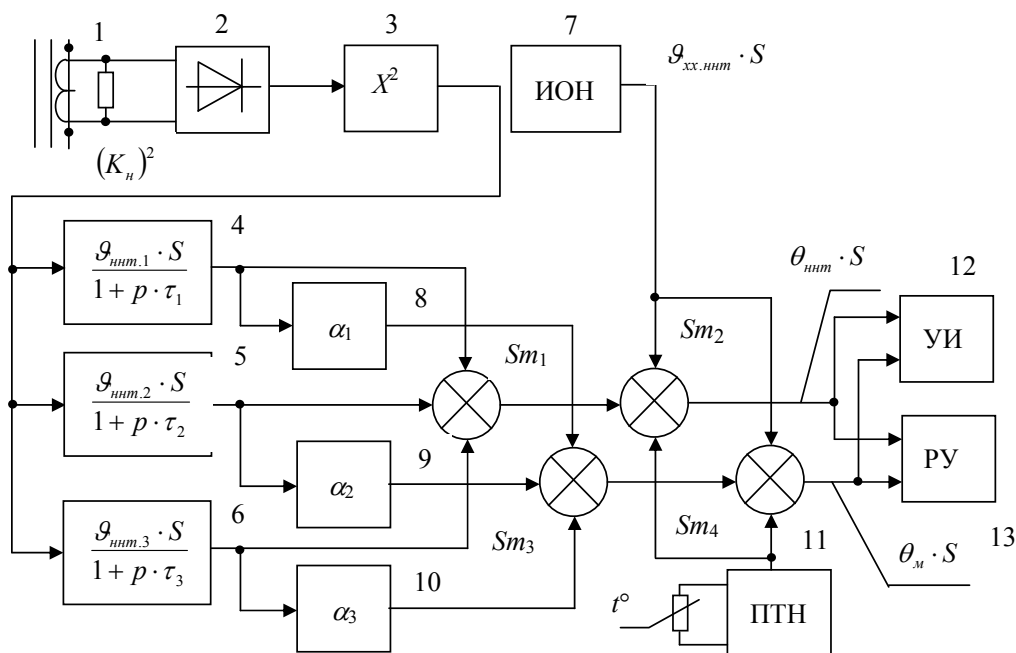 1
2
3
7
ϑхх.ннт · S
X²
ИОН
(Kн)²
4
ϑннт.1 · S
1 + p · τ₁
8
α₁
θннт · S
12
УИ
5
Sm₁
Sm₂
ϑннт.2 · S
1 + p · τ₂
9
α₂
РУ
6
ϑннт.3 · S
1 + p · τ₃
Sm₃
Sm₄
11
θм · S
13
10
α₃
t°
ПТН